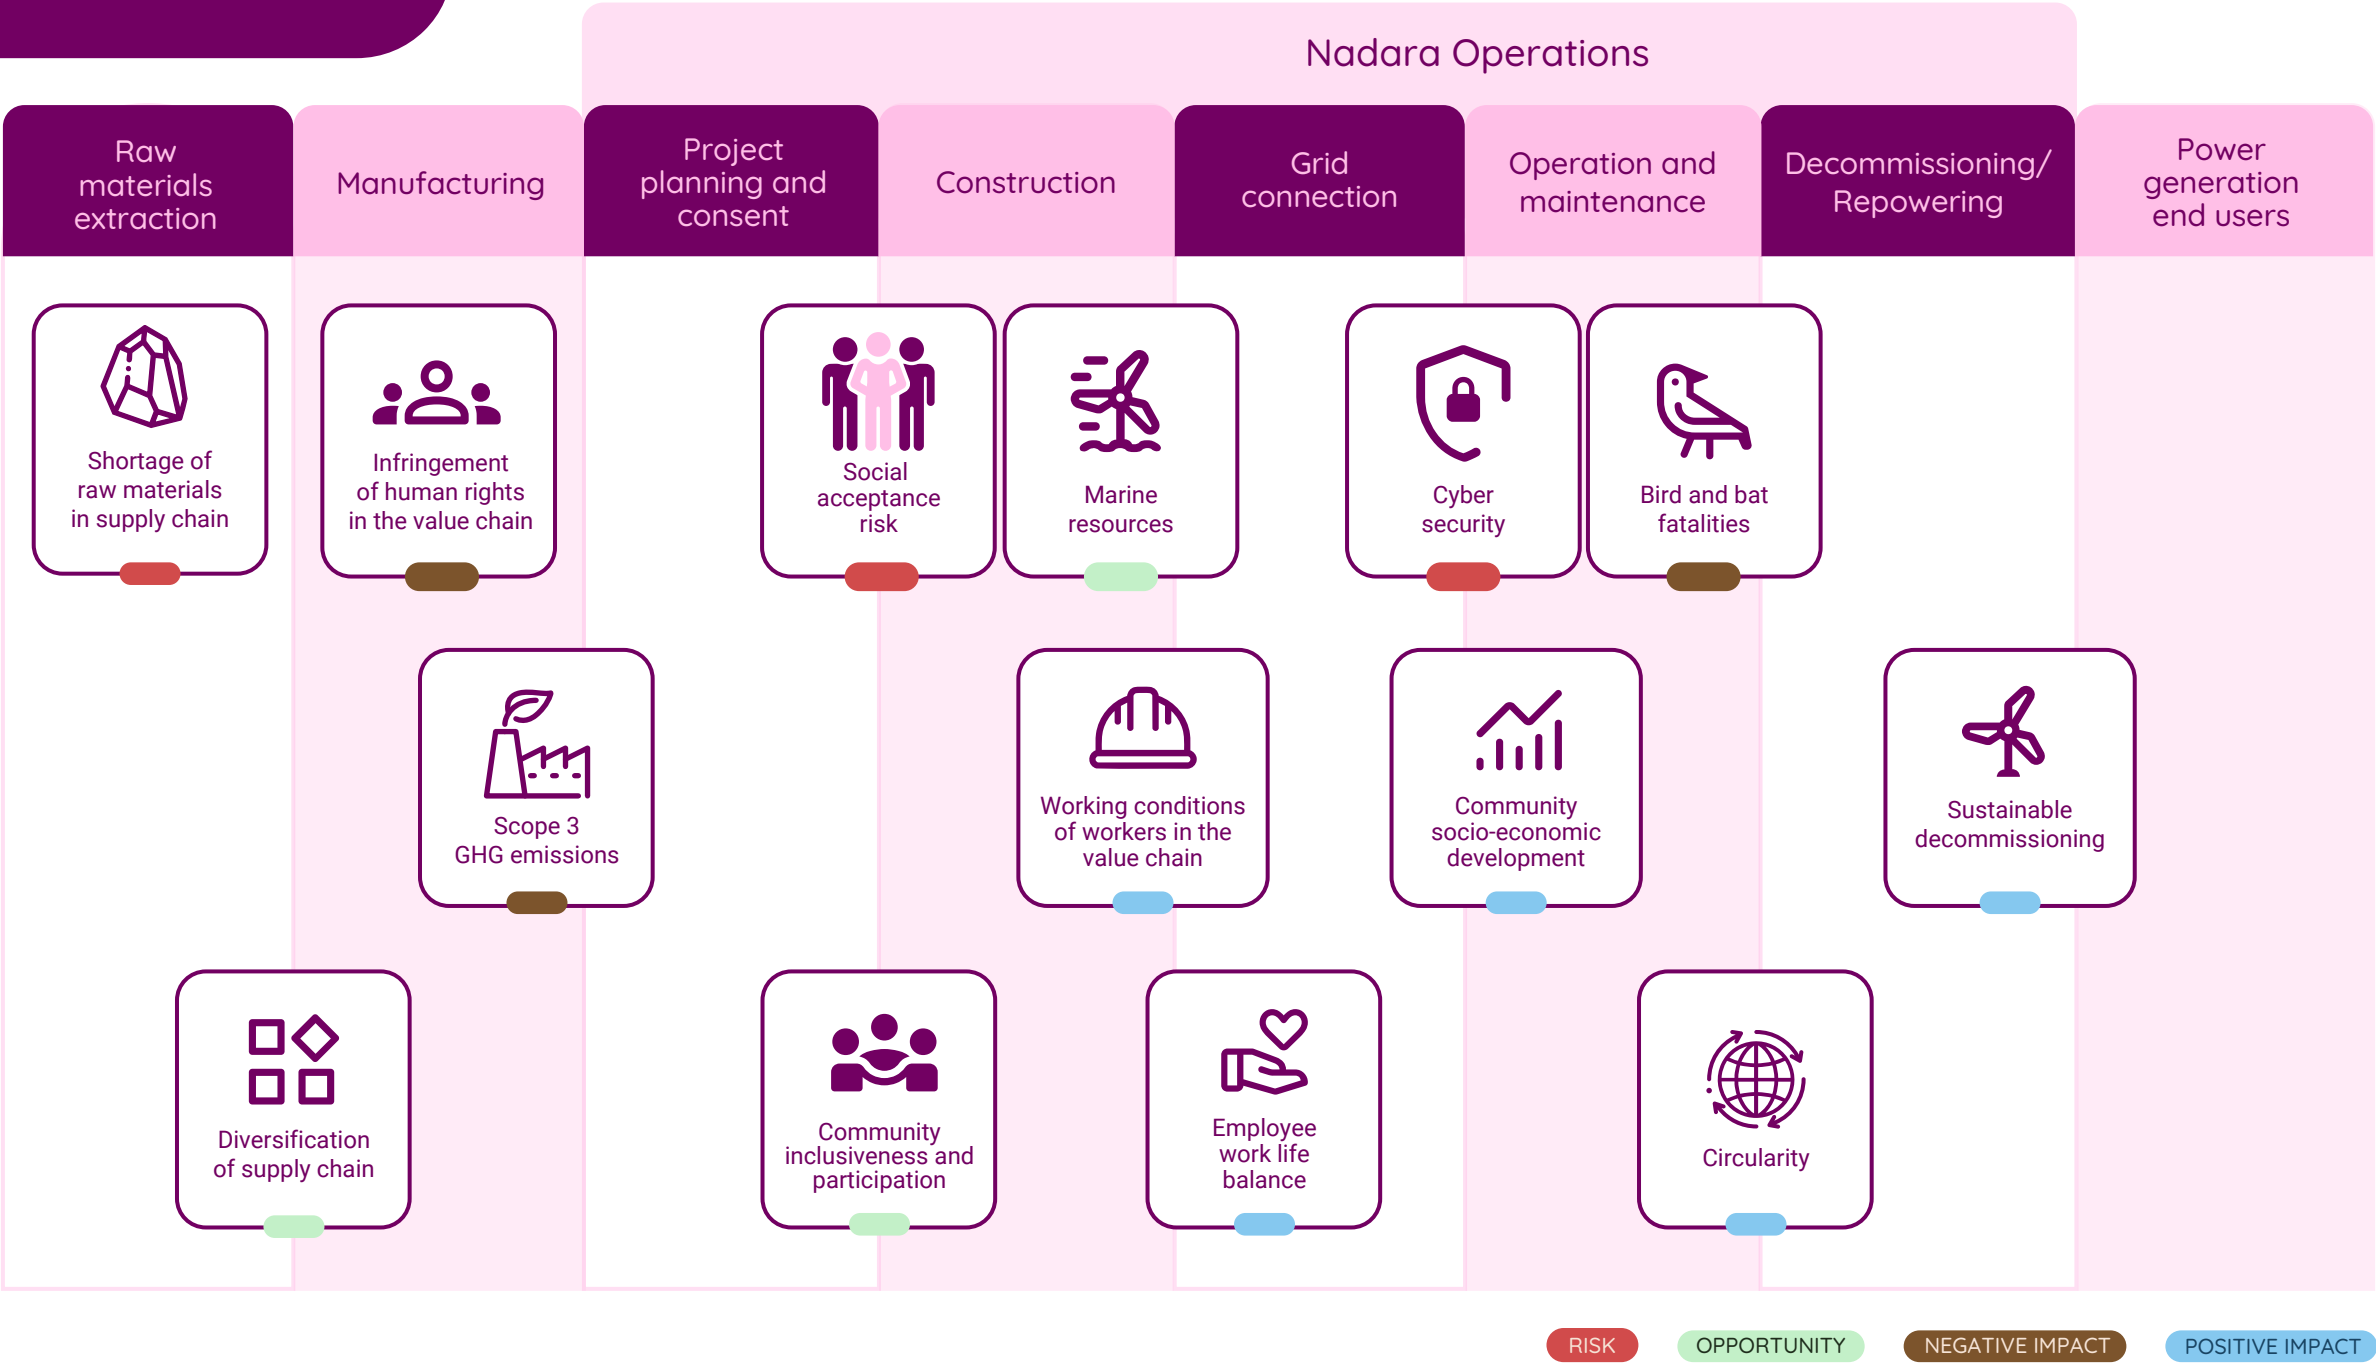 Nadara Operations
Raw
materials
extraction
Manufacturing
Project
planning and
consent
Construction
Grid
connection
Operation and
maintenance
Decommissioning/
Repowering
Power
generation
end users
Shortage of
raw materials
in supply chain
Infringement
of human rights
in the value chain
Social
acceptance
risk
Marine
resources
Cyber
security
Bird and bat
fatalities
Scope 3
GHG emissions
Working conditions
of workers in the
value chain
Community
socio-economic
development
Sustainable
decommissioning
Diversification
of supply chain
Community
inclusiveness and
participation
Employee
work life
balance
Circularity
RISK
OPPORTUNITY
NEGATIVE IMPACT
POSITIVE IMPACT